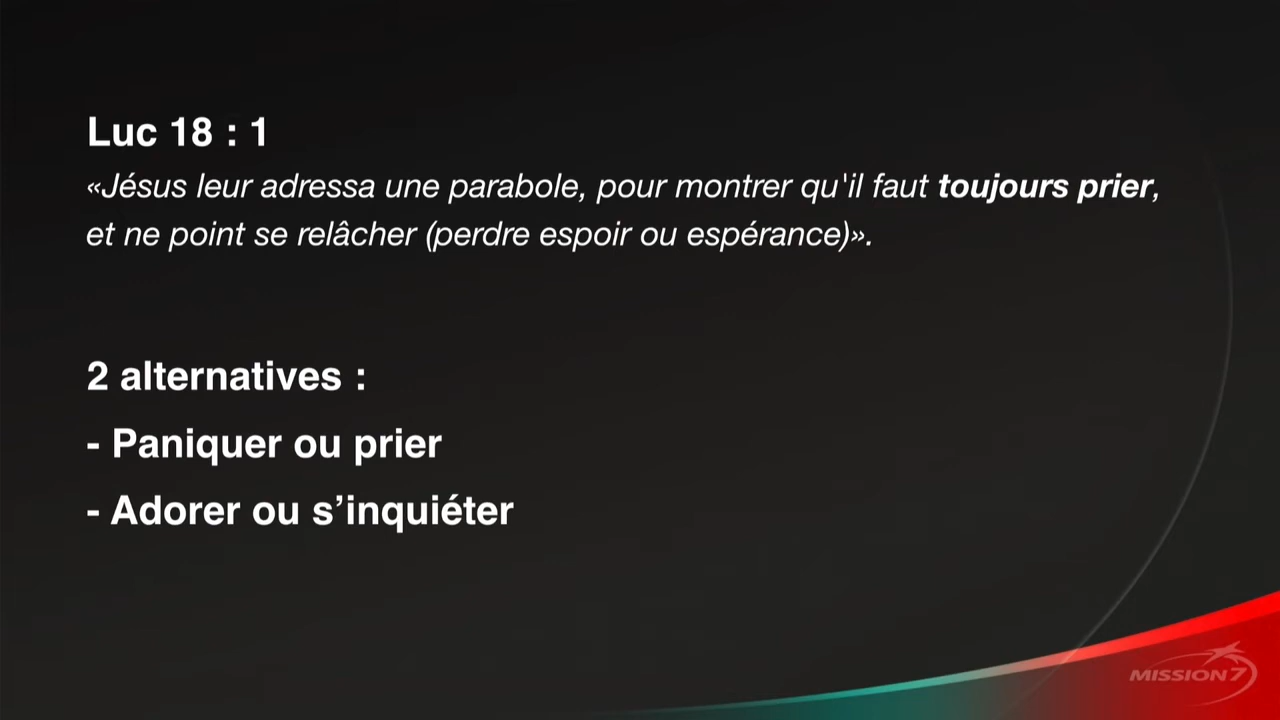 Luc 18 : 1
«Jésus leur adressa une parabole, pour montrer qu'il faut toujours prier,
et ne point se relâcher (perdre espoir ou espérance)».
2 alternatives :
- Paniquer ou prier
- Adorer ou s’inquiéter
MISSION7